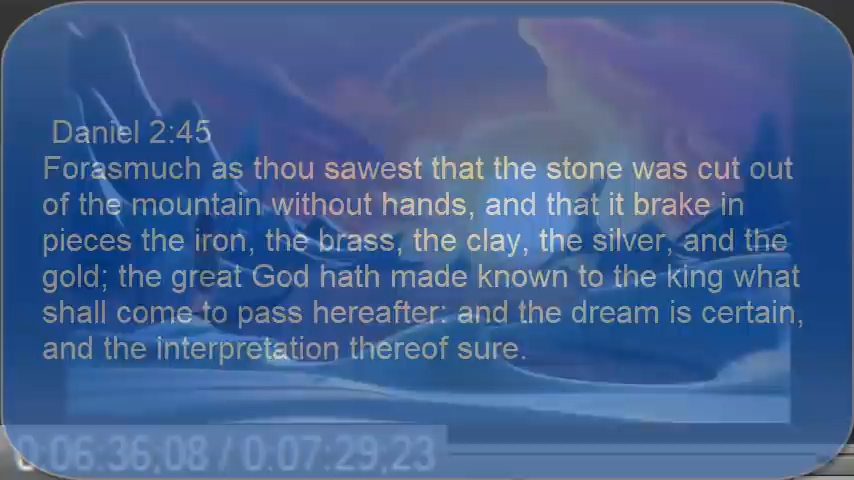 Daniel 2:45
Forasmuch as thou sawest that the stone was cut out
of the mountain without hands, and that it brake in
pieces the iron, the brass, the clay, the silver, and the
gold; the great God hath made known to the king what
shall come to pass hereafter: and the dream is certain,
and the interpretation thereof sure.
0:06:36,08 / 0:07:29;23